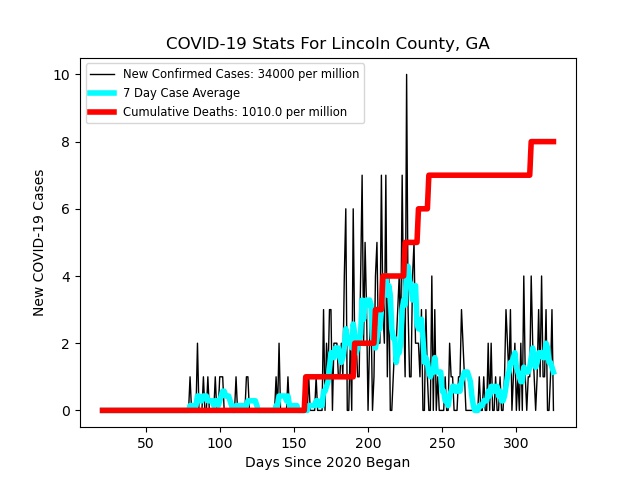 COVID-19 Stats For Lincoln County, GA
New Confirmed Cases: 34000 per million
7 Day Case Average
Cumulative Deaths: 1010.0 per million
New COVID-19 Cases
10
8
6
4
2
0
50 100 150 200 250 300
Days Since 2020 Began